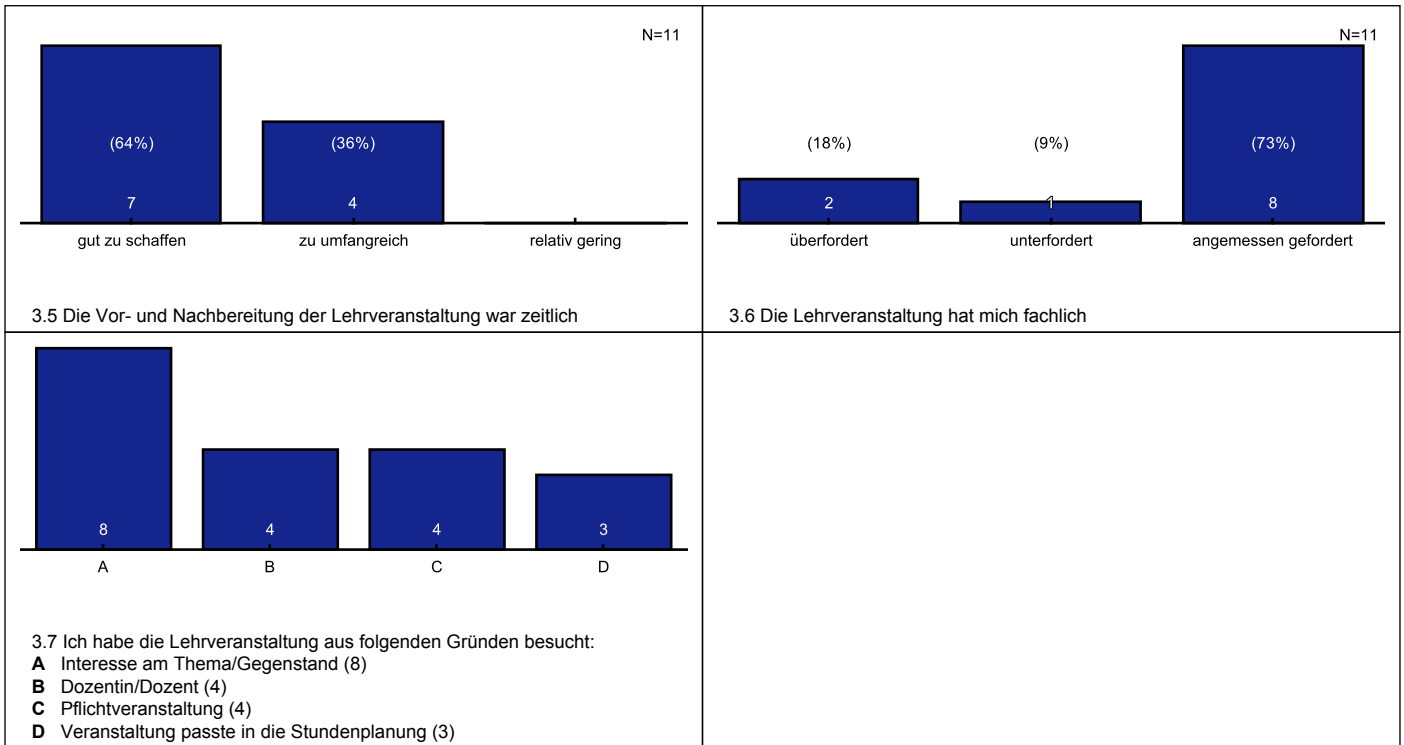 N=11
(64%)
(36%)
7
4
gut zu schaffen
zu umfangreich
relativ gering
3.5 Die Vor- und Nachbereitung der Lehrveranstaltung war zeitlich
N=11
(18%)
(9%)
(73%)
2
1
8
überfordert
unterfordert
angemessen gefordert
3.6 Die Lehrveranstaltung hat mich fachlich
8
4
4
3
A
B
C
D
3.7 Ich habe die Lehrveranstaltung aus folgenden Gründen besucht:
A Interesse am Thema/Gegenstand (8)
B Dozentin/Dozent (4)
C Pflichtveranstaltung (4)
D Veranstaltung passte in die Stundenplanung (3)